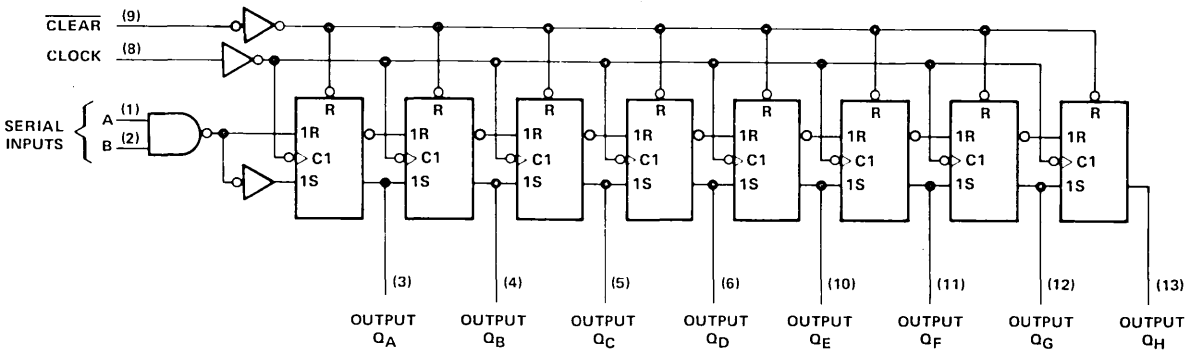 CLEAR (9)
CLOCK (8)
R R R R R R R R
SERIAL INPUTS
A (1)
B (2)
1R 1R 1R 1R 1R 1R 1R 1R
C1 C1 C1 C1 C1 C1 C1 C1
1S 1S 1S 1S 1S 1S 1S 1S
(3) (4) (5) (6) (10) (11) (12) (13)
OUTPUT OUTPUT OUTPUT OUTPUT OUTPUT OUTPUT OUTPUT OUTPUT
QA QB QC QD QE QF QG QH